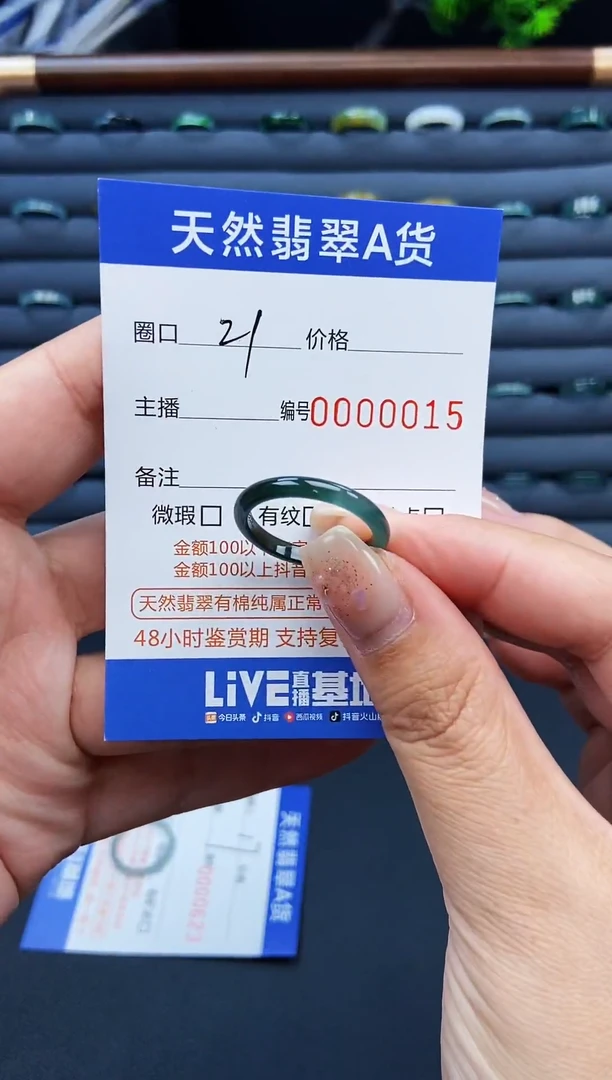 天然翡翠A货
圈口 21 价格
主播 编号0000015
备注
微瑕 有纹
金额100以
金额100以上抖音
天然翡翠有棉纯属正常
48小时鉴赏期 支持复
LiVE直播基地
今日头条 抖音 西瓜视频 抖音火山
天然翡翠A货
0000623